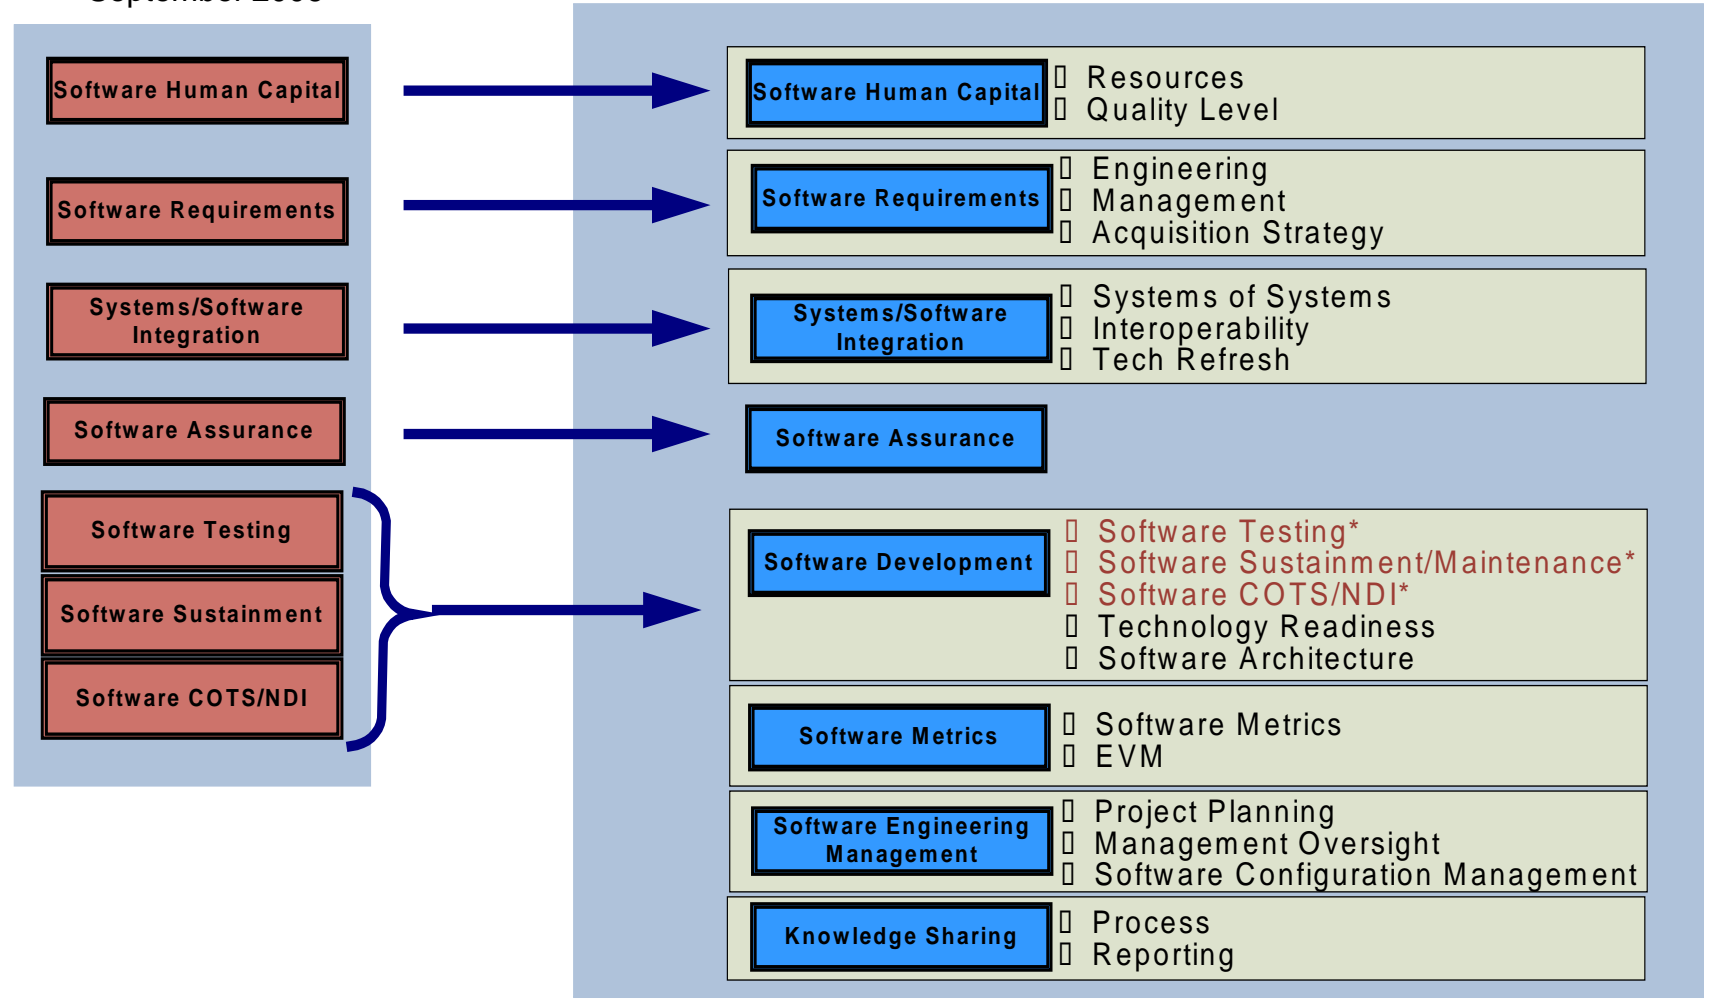 Software Human Capital
Software Requirements
Systems/Software
Integration
Software Assurance
Software Testing
Software Sustainment
Software COTS/NDI
Software Human Capital
Resources
Quality Level
Software Requirements
Engineering
Management
Acquisition Strategy
Systems/Software
Integration
Systems of Systems
Interoperability
Tech Refresh
Software Assurance
Software Development
Software Testing*
Software Sustainment/Maintenance*
Software COTS/NDI*
Technology Readiness
Software Architecture
Software Metrics
Software Metrics
EVM
Software Engineering
Management
Project Planning
Management Oversight
Software Configuration Management
Knowledge Sharing
Process
Reporting